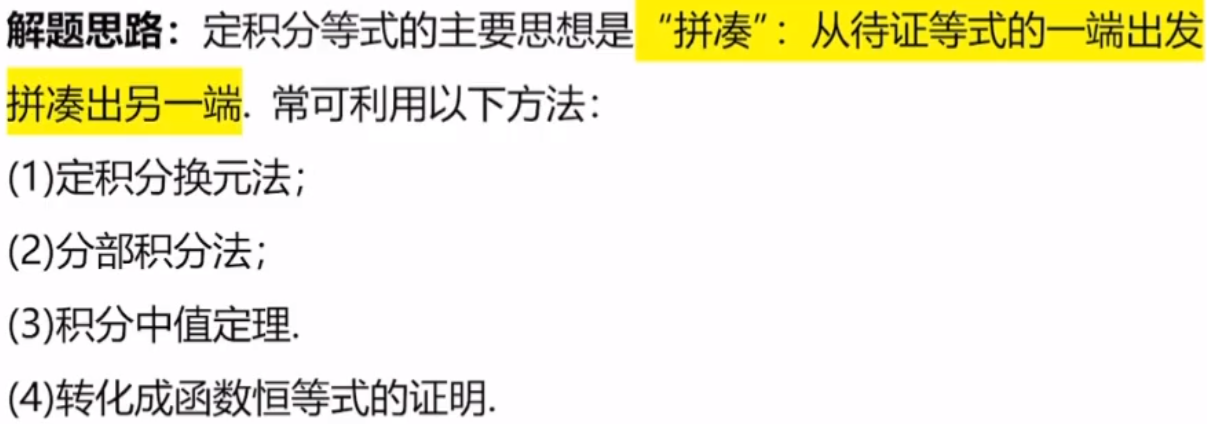 解题思路：定积分等式的主要思想是“拼凑”：从待证等式的一端出发
拼凑出另一端. 常可利用以下方法：
(1)定积分换元法；
(2)分部积分法；
(3)积分中值定理.
(4)转化成函数恒等式的证明.